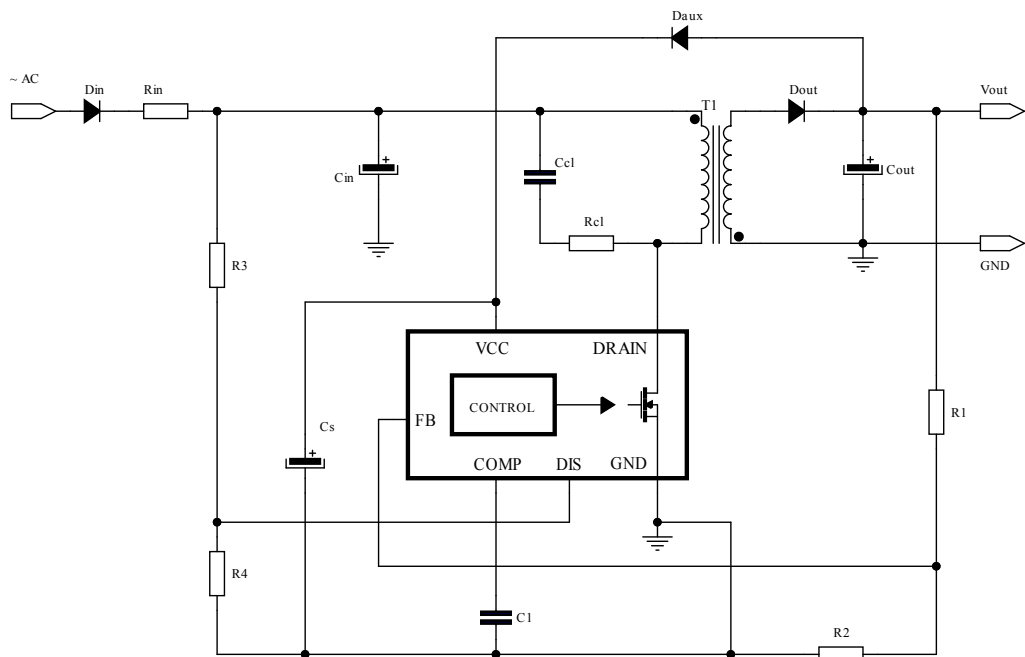 Daux
~ AC
Din
Rin
T1
Dout
Vout
Cin
+
Ccl
+
Cout
Rcl
GND
R3
VCC
DRAIN
CONTROL
FB
R1
Cs
+
COMP
DIS
GND
R4
C1
R2